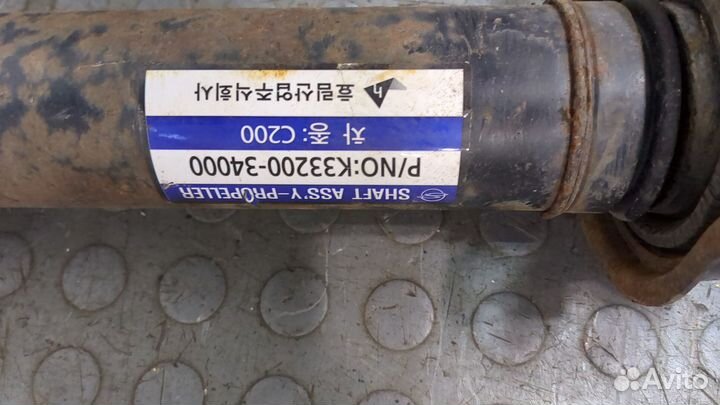 SHAFT ASS'Y-PROPELLER
P/NO:K33200-34000
차 종: C200
효림산업주식회사
Avito